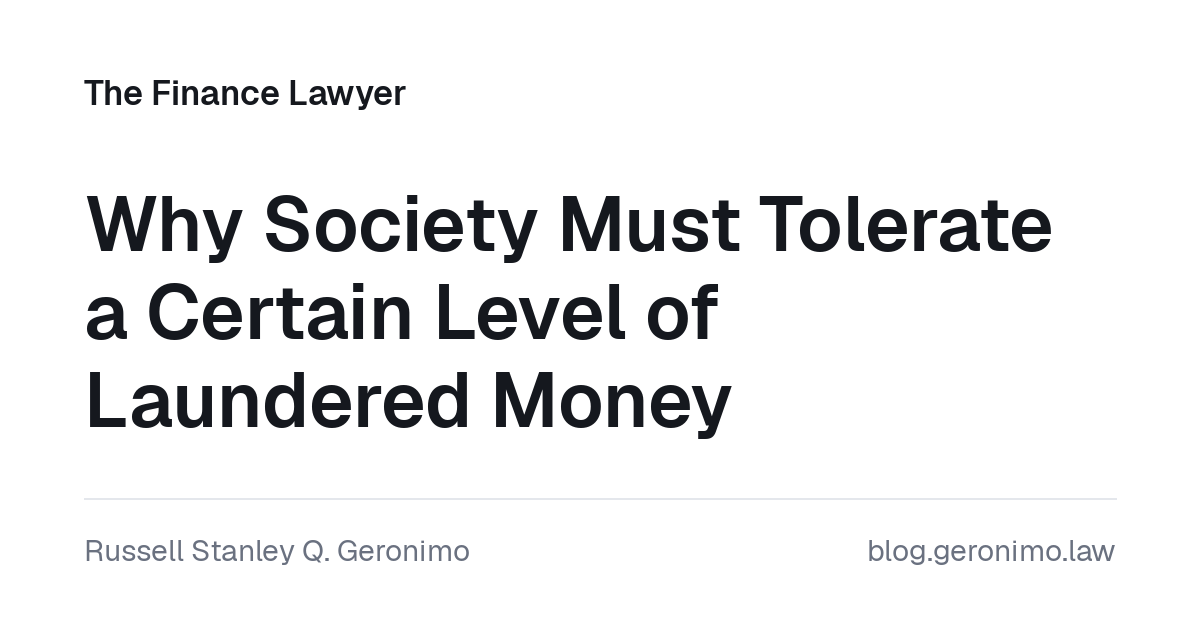 The Finance Lawyer
Why Society Must Tolerate
a Certain Level of
Laundered Money
Russell Stanley Q. Geronimo
blog.geronimo.law